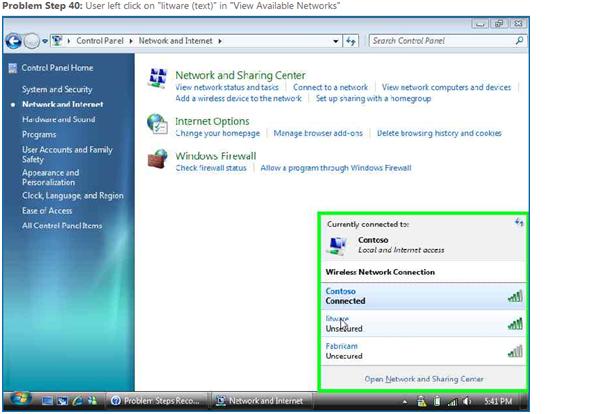 Problem Step 40: User left click on "litware (text)" in "View Available Networks"
Control Panel Network and Internet Search Control Panel
Control Panel Home
System and Security
Network and Internet
Hardware and Sound
Programs
User Accounts and Family
Safety
Appearance and
Personalization
Clock, Language, and Region
Ease of Access
All Control Panel Items
Network and Sharing Center
View network status and tasks Connect to a network View network computers and devices
Add a wireless device to the network Set up sharing with a homegroup
Internet Options
Change your homepage Manage browser add-ons Delete browsing history and cookies
Windows Firewall
Check firewall status Allow a program through Windows Firewall
Currently connected to:
Contoso
Local and Internet access
Wireless Network Connection
Contoso
Connected
litware
Unsecured
Fabrikam
Unsecured
Open Network and Sharing Center
Problem Steps Reco... Network and Internet 5:41 PM